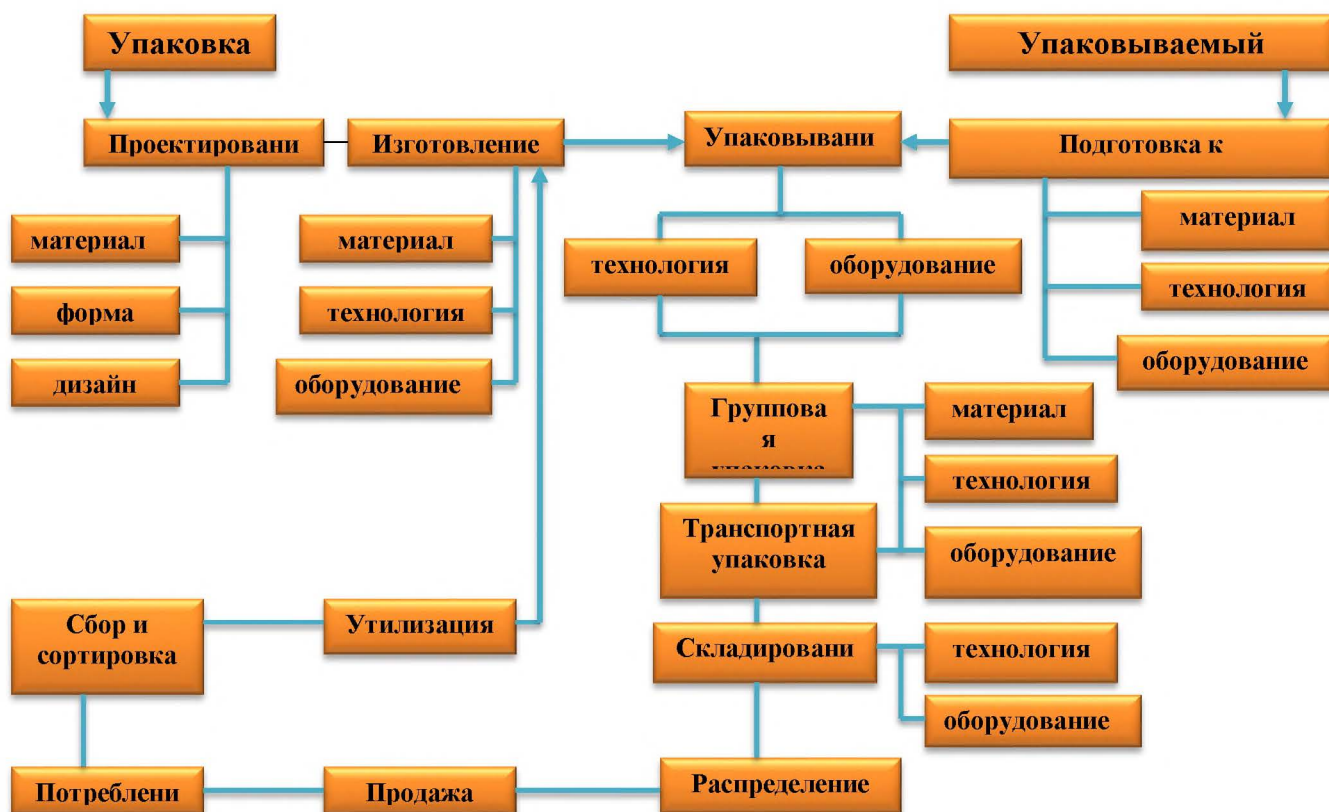 Упаковка
Упаковываемый
Проектировани
Изготовление
Упаковывани
Подготовка к
материал
форма
дизайн
материал
технология
оборудование
технология
оборудование
материал
технология
оборудование
Группова
я
упаковка
материал
технология
оборудование
Транспортная
упаковка
Складировани
технология
оборудование
Сбор и
сортировка
Утилизация
Потреблени
Продажа
Распределение